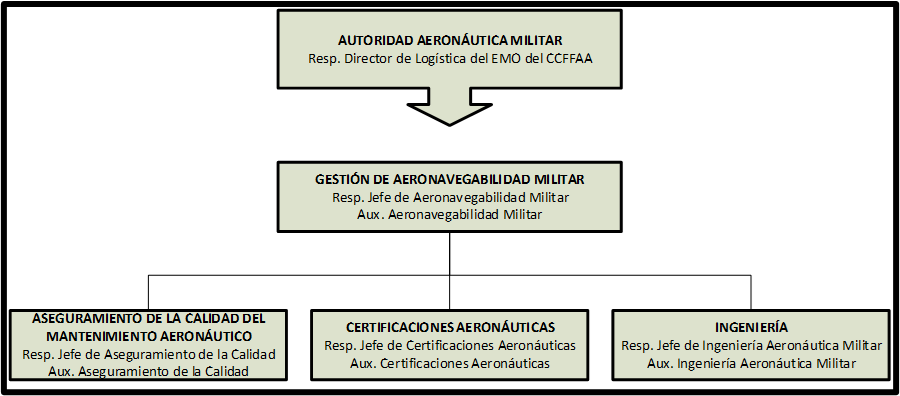 AUTORIDAD AERONÁUTICA MILITAR
Resp. Director de Logística del EMO del CCFFAA
GESTIÓN DE AERONAVEGABILIDAD MILITAR
Resp. Jefe de Aeronavegabilidad Militar
Aux. Aeronavegabilidad Militar
ASEGURAMIENTO DE LA CALIDAD DEL
MANTENIMIENTO AERONÁUTICO
Resp. Jefe de Aseguramiento de la Calidad
Aux. Aseguramiento de la Calidad
CERTIFICACIONES AERONÁUTICAS
Resp. Jefe de Certificaciones Aeronáuticas
Aux. Certificaciones Aeronáuticas
INGENIERÍA
Resp. Jefe de Ingeniería Aeronáutica Militar
Aux. Ingeniería Aeronáutica Militar